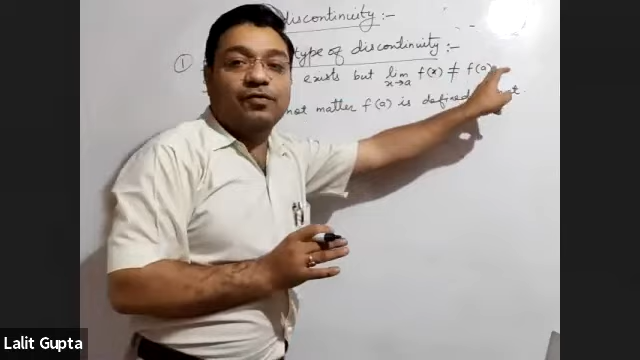 discontinuity :-
① type of discontinuity :-
exists but lim x→a f(x) ≠ f(a)
not matter f(a) is defined
Lalit Gupta